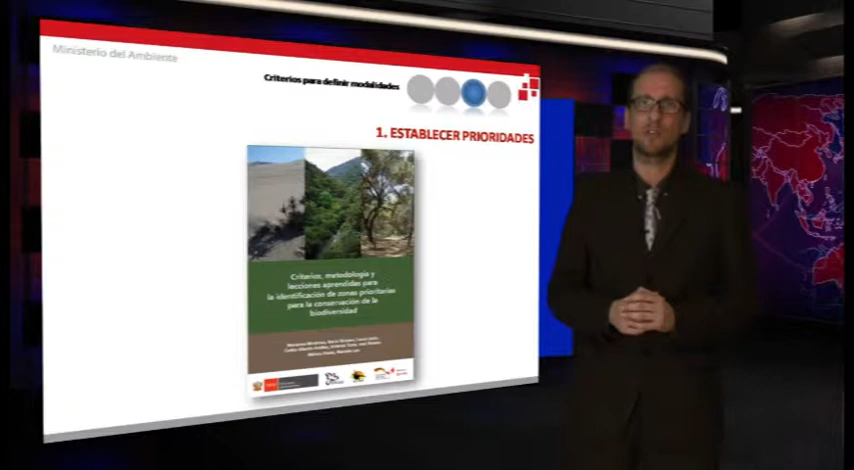 Ministerio del Ambiente
Criterios para definir modalidades
1. ESTABLECER PRIORIDADES
Criterios, metodología y
lecciones aprendidas para
la identificación de zonas prioritarias
para la conservación de la
biodiversidad